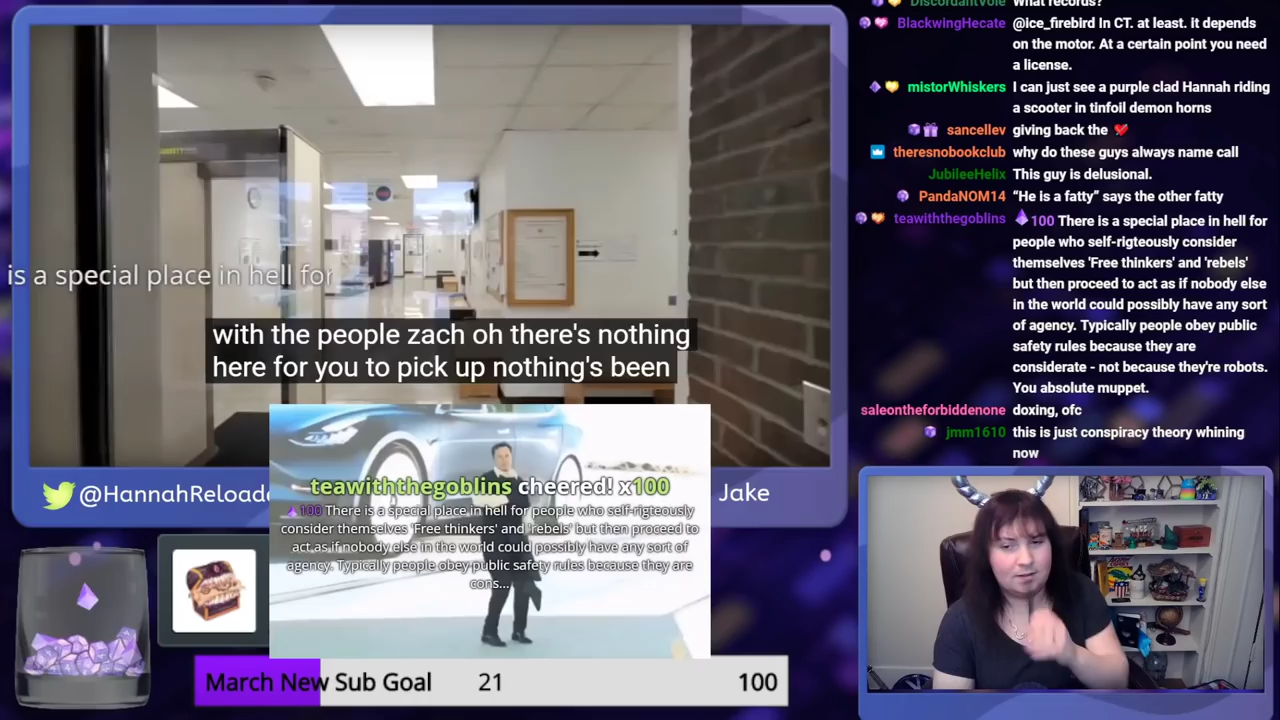 is a special place in hell for
with the people zach oh there's nothing
here for you to pick up nothing's been
teawiththegoblins cheered! x100
100 There is a special place in hell for people who self-rigteously
consider themselves 'Free thinkers' and 'rebels' but then proceed to
act as if nobody else in the world could possibly have any sort of
agency. Typically people obey public safety rules because they are
cons...
@HannahReloade
Jake
March New Sub Goal 21 100
DiscordantVole What records?
BlackwingHecate @ice_firebird In CT. at least. it depends
on the motor. At a certain point you need
a license.
mistorWhiskers I can just see a purple clad Hannah riding
a scooter in tinfoil demon horns
sancellev giving back the
theresnobookclub why do these guys always name call
JubileeHelix This guy is delusional.
PandaNOM14 “He is a fatty” says the other fatty
teawiththegoblins 100 There is a special place in hell for
people who self-rigteously consider
themselves 'Free thinkers' and 'rebels'
but then proceed to act as if nobody else
in the world could possibly have any sort
of agency. Typically people obey public
safety rules because they are
considerate - not because they're robots.
You absolute muppet.
saleontheforbiddenone doxing, ofc
jmm1610 this is just conspiracy theory whining
now